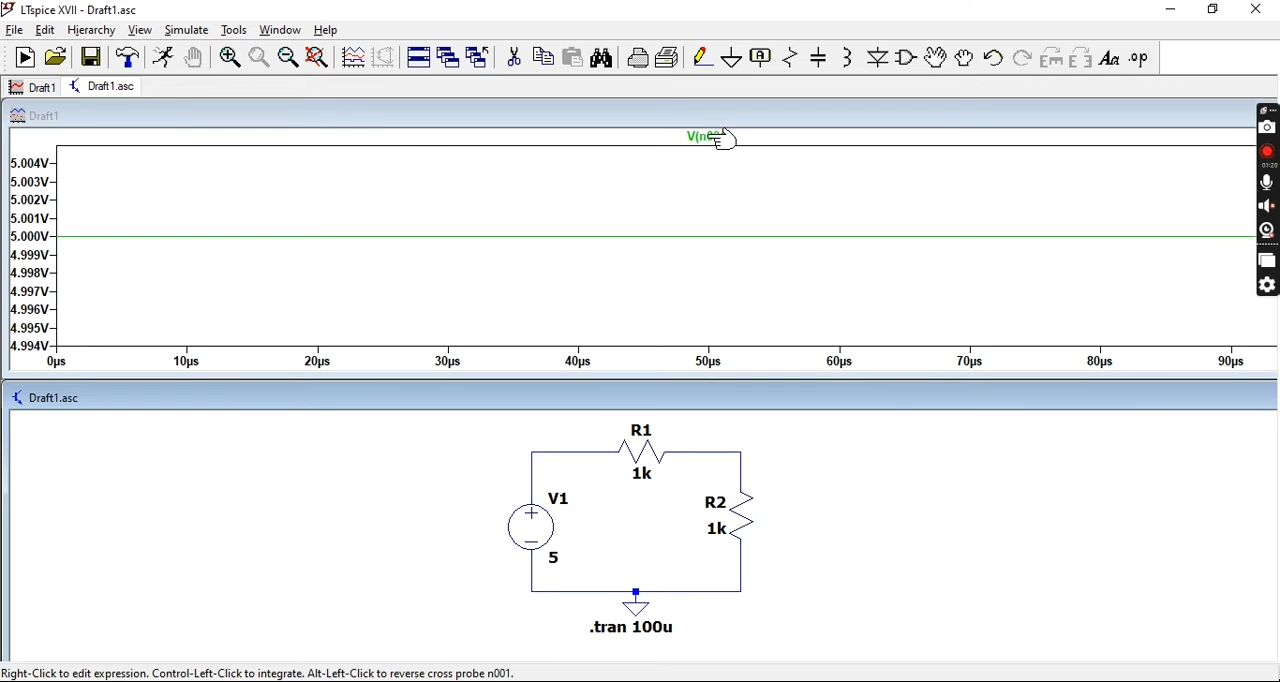 LTspice XVII - Draft1.asc
File Edit Hierarchy View Simulate Tools Window Help
Aa .op
Draft1 Draft1.asc
Draft1
5.004V
5.003V
5.002V
5.001V
5.000V
4.999V
4.998V
4.997V
4.996V
4.995V
4.994V
0µs 10µs 20µs 30µs 40µs 50µs 60µs 70µs 80µs 90µs
01:20
Draft1.asc
R1
1k
V1
5
R2
1k
.tran 100u
Right-Click to edit expression. Control-Left-Click to integrate. Alt-Left-Click to reverse cross probe n001.